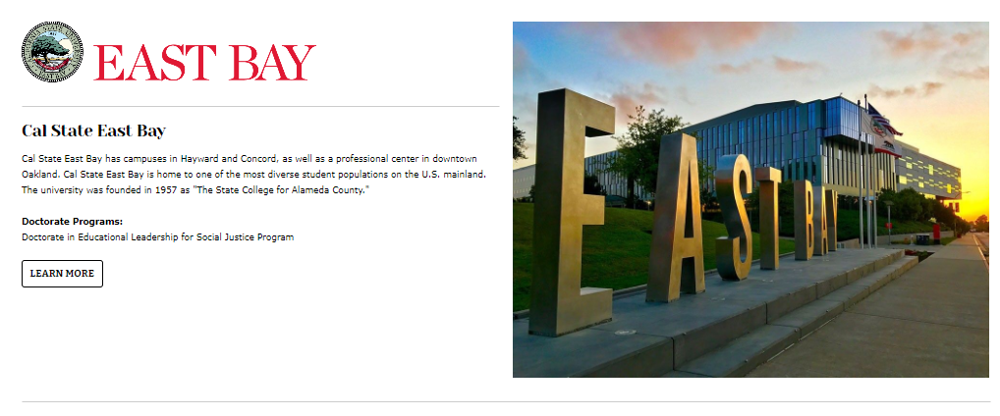 EAST BAY
Cal State East Bay
Cal State East Bay has campuses in Hayward and Concord, as well as a professional center in downtown
Oakland. Cal State East Bay is home to one of the most diverse student populations on the U.S. mainland.
The university was founded in 1957 as "The State College for Alameda County."
Doctorate Programs:
Doctorate in Educational Leadership for Social Justice Program
LEARN MORE
EAST BAY